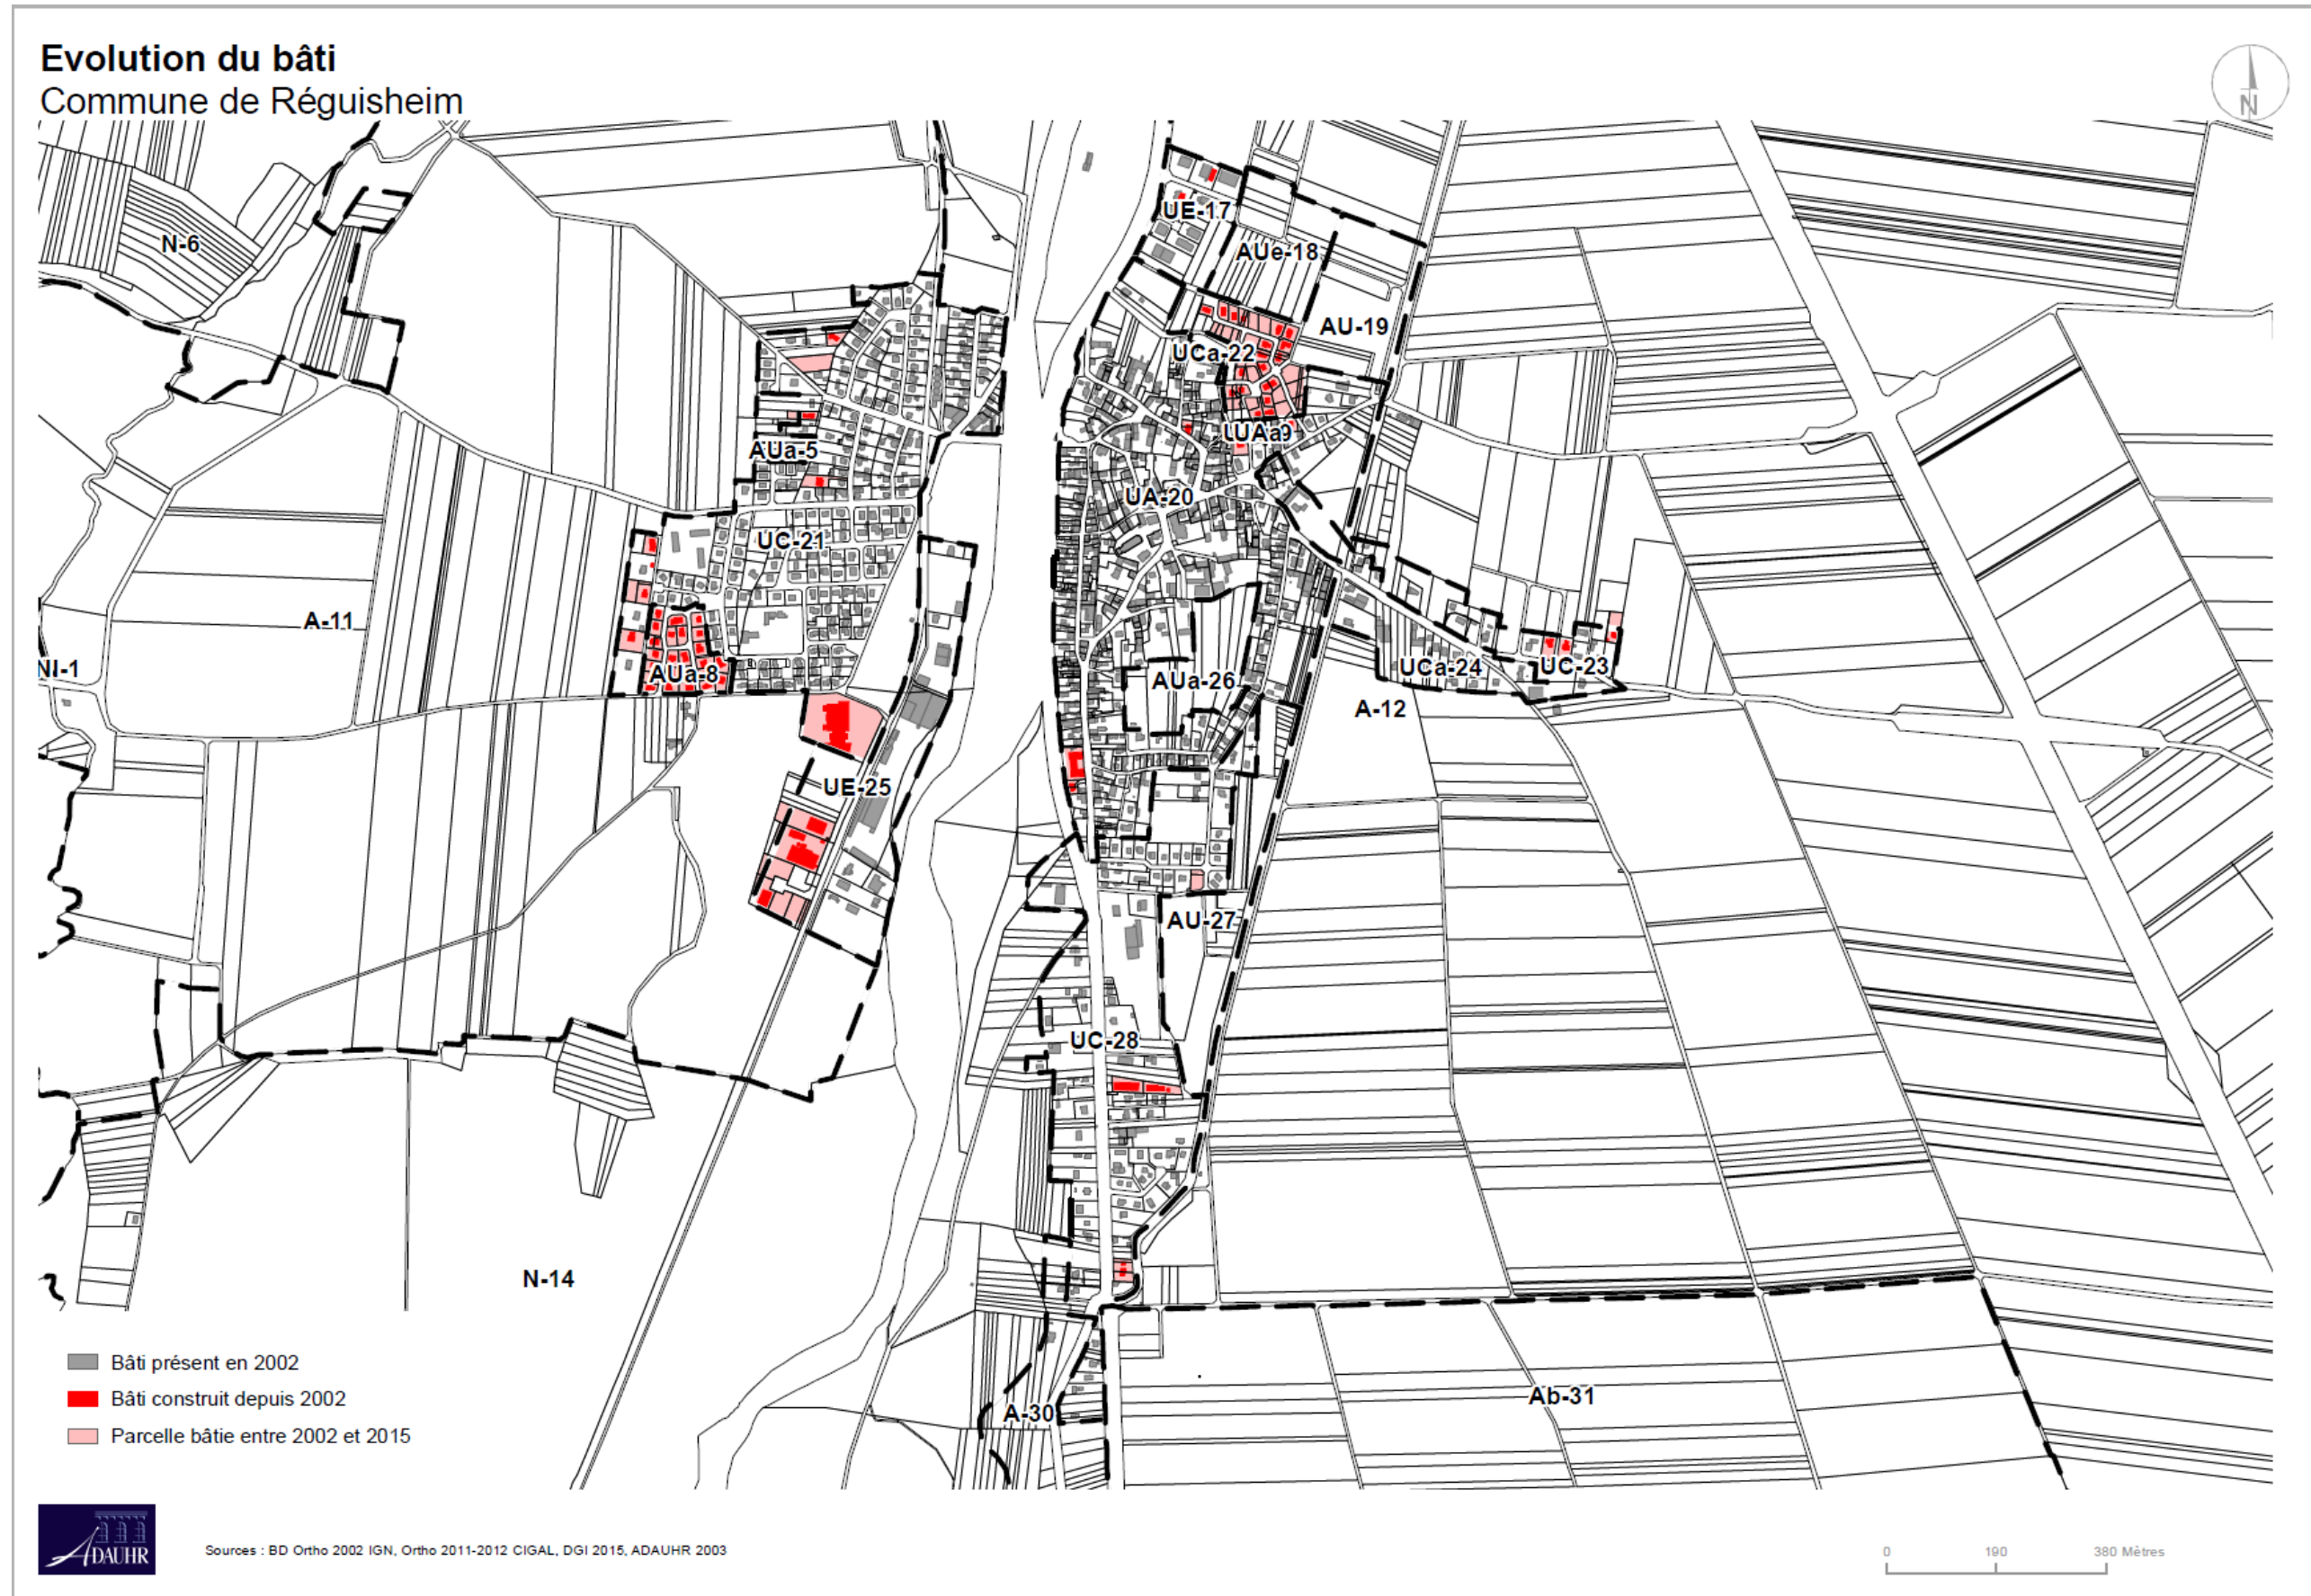 Evolution du bâti
Commune de Réguisheim
N
UE-17
N-6
AUe-18
AU-19
UCa-22
UAa9
AUa-5
UA-20
UC-21
A-11
NI-1
AUa-8
UCa-24
UC-23
AUa-26
A-12
UE-25
AU-27
UC-28
N-14
Bâti présent en 2002
Bâti construit depuis 2002
Parcelle bâtie entre 2002 et 2015
A-30
Ab-31
ADAUHR
Sources : BD Ortho 2002 IGN, Ortho 2011-2012 CIGAL, DGI 2015, ADAUHR 2003
0 190 380 Mètres